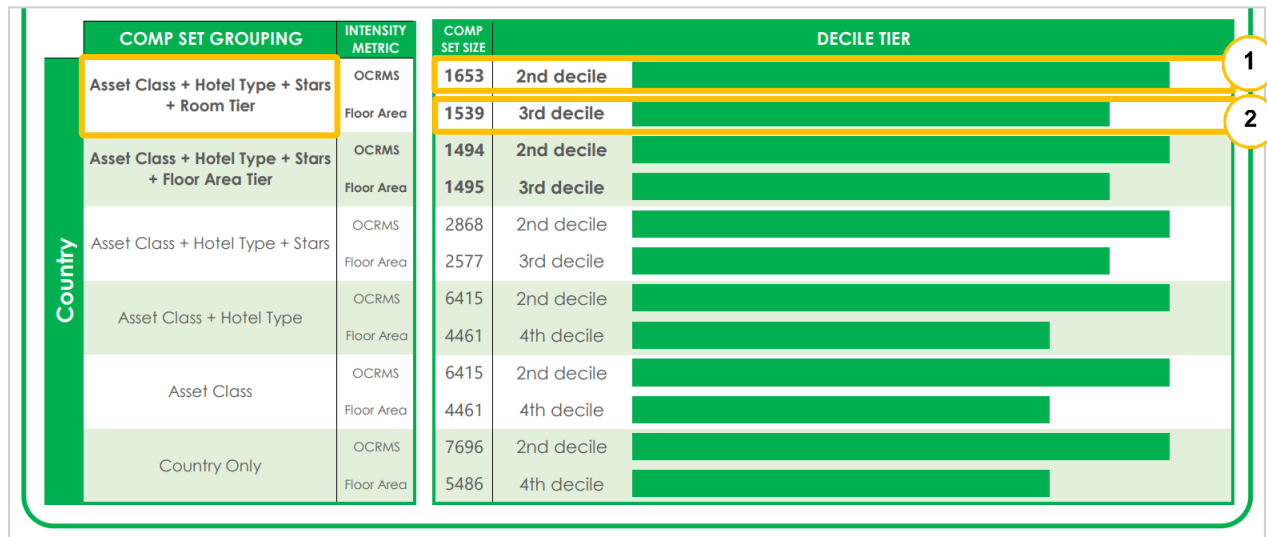 COMP SET GROUPING
INTENSITY METRIC
COMP SET SIZE
DECILE TIER
Country
Asset Class + Hotel Type + Stars
+ Room Tier
OCRMS 1653 2nd decile
1
Floor Area 1539 3rd decile
2
Asset Class + Hotel Type + Stars
+ Floor Area Tier
OCRMS 1494 2nd decile
Floor Area 1495 3rd decile
Asset Class + Hotel Type + Stars
OCRMS 2868 2nd decile
Floor Area 2577 3rd decile
Asset Class + Hotel Type
OCRMS 6415 2nd decile
Floor Area 4461 4th decile
Asset Class
OCRMS 6415 2nd decile
Floor Area 4461 4th decile
Country Only
OCRMS 7696 2nd decile
Floor Area 5486 4th decile